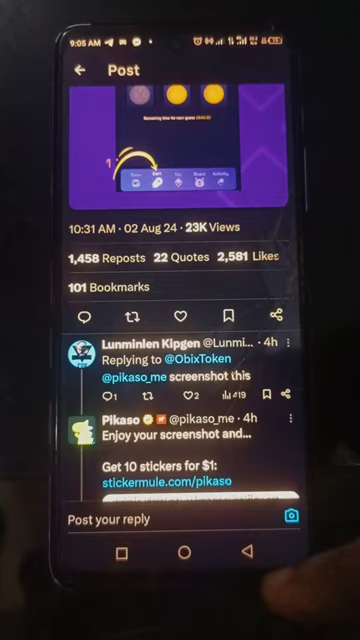 9:05 AM
Post
10:31 AM · 02 Aug 24 · 23K Views
1,458 Reposts 22 Quotes 2,581 Likes
101 Bookmarks
Lunminlen Kipgen @Lunmi... · 4h
Replying to @ObixToken
@pikaso_me screenshot this
1 2 19
Pikaso @pikaso_me · 4h
Enjoy your screenshot and...
Get 10 stickers for $1:
stickermule.com/pikaso
Post your reply